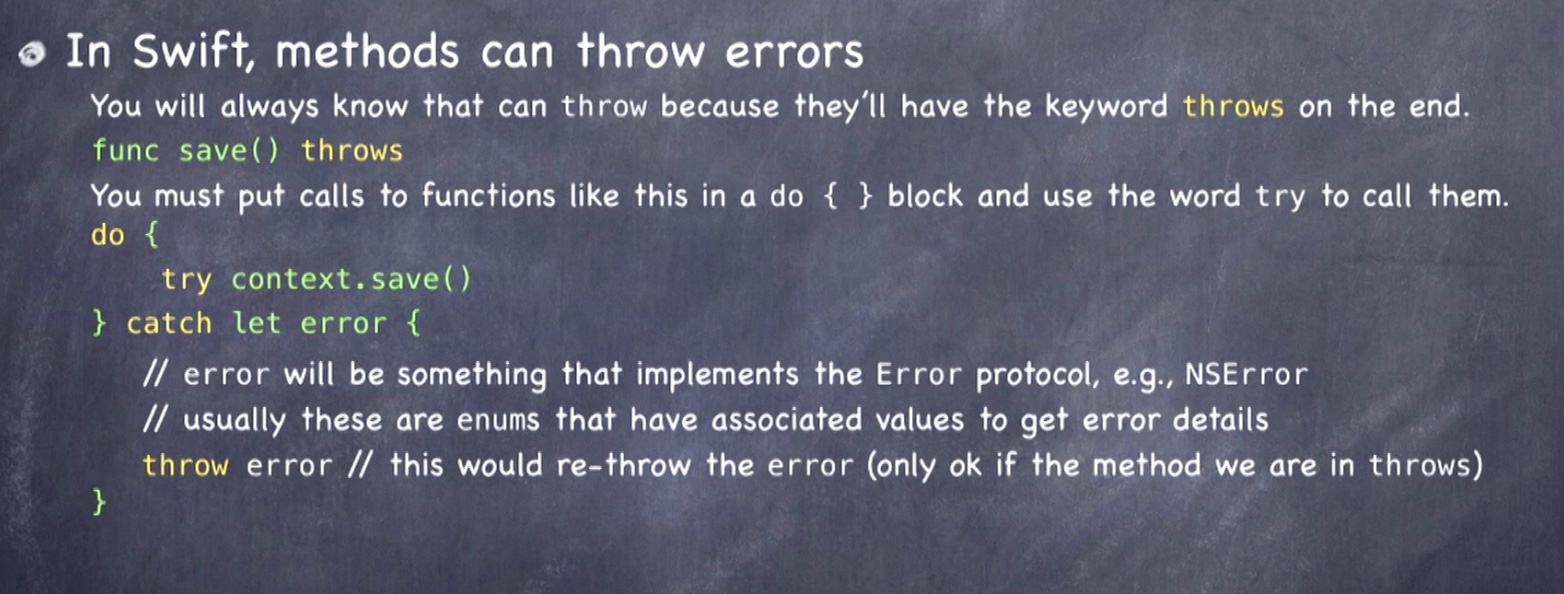 In Swift, methods can throw errors
You will always know that can throw because they'll have the keyword throws on the end.
func save() throws
You must put calls to functions like this in a do { } block and use the word try to call them.
do {
try context.save()
} catch let error {
// error will be something that implements the Error protocol, e.g., NSError
// usually these are enums that have associated values to get error details
throw error // this would re-throw the error (only ok if the method we are in throws)
}